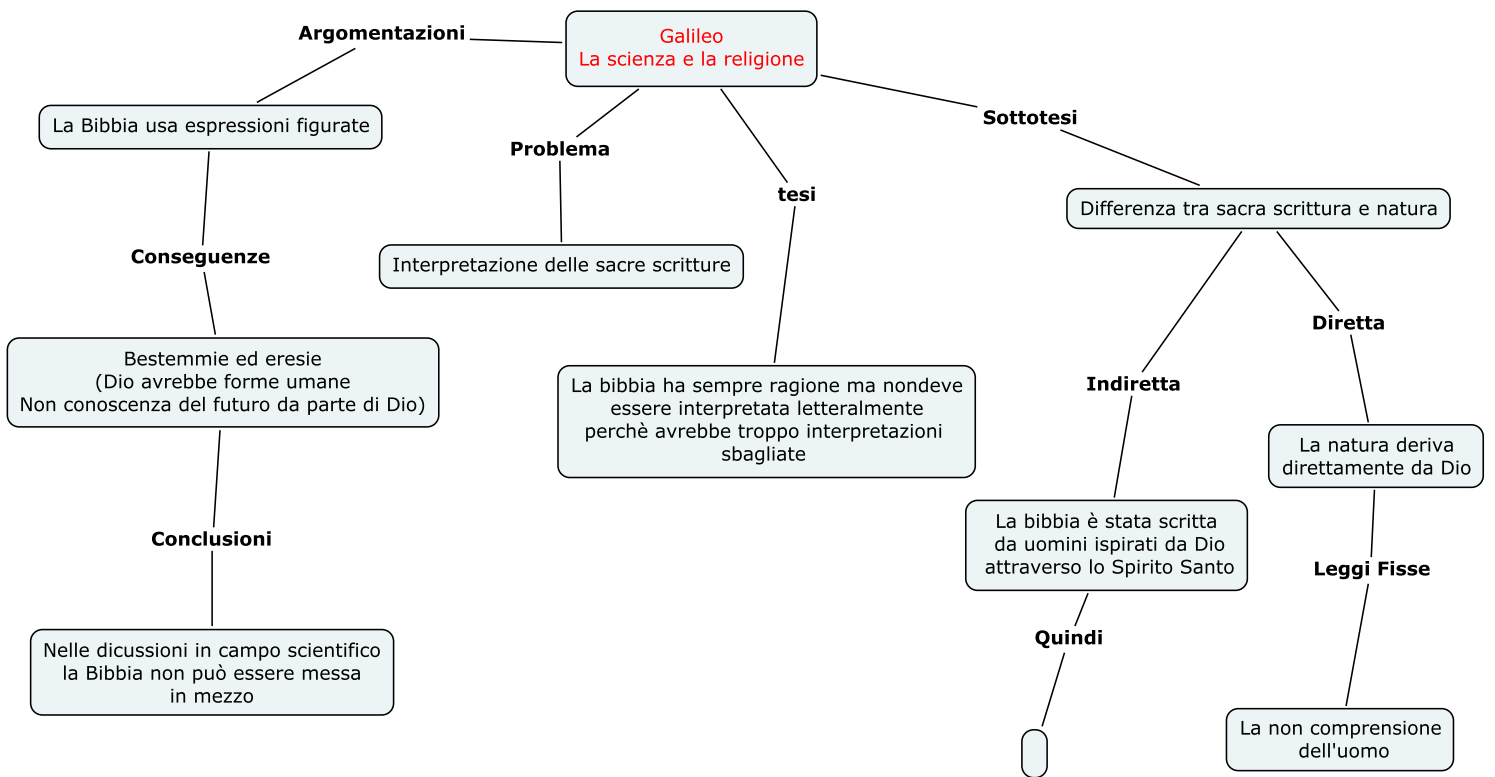 Galileo
La scienza e la religione
Argomentazioni
La Bibbia usa espressioni figurate
Conseguenze
Bestemmie ed eresie
(Dio avrebbe forme umane
Non conoscenza del futuro da parte di Dio)
Conclusioni
Nelle dicussioni in campo scientifico
la Bibbia non può essere messa
in mezzo
Problema
Interpretazione delle sacre scritture
tesi
La bibbia ha sempre ragione ma nondeve
essere interpretata letteralmente
perchè avrebbe troppo interpretazioni
sbagliate
Sottotesi
Differenza tra sacra scrittura e natura
Indiretta
La bibbia è stata scritta
da uomini ispirati da Dio
attraverso lo Spirito Santo
Quindi
Diretta
La natura deriva
direttamente da Dio
Leggi Fisse
La non comprensione
dell'uomo